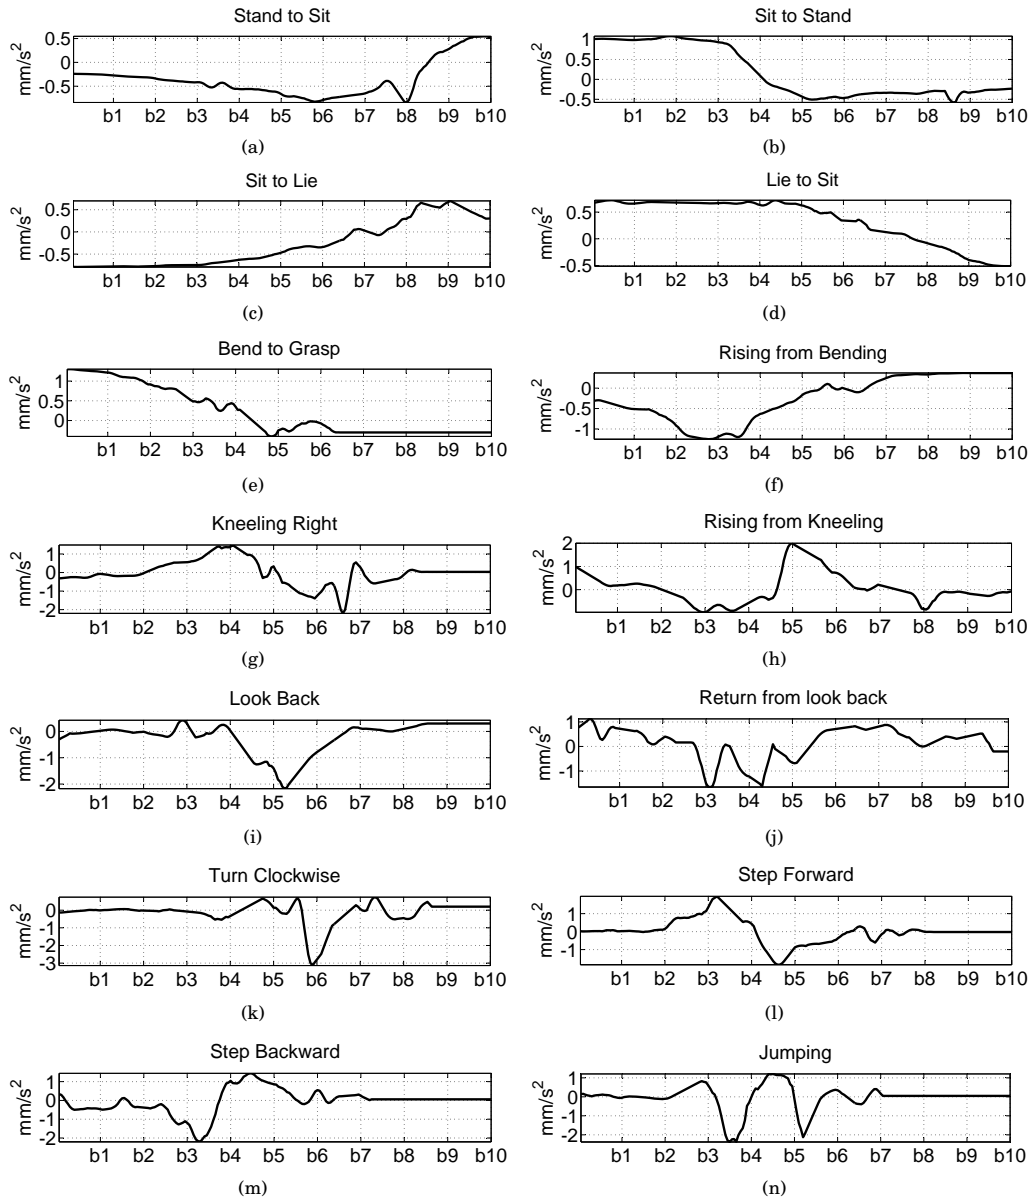 Stand to Sit
Sit to Stand
mm/s2
0.5
0
-0.5
b1 b2 b3 b4 b5 b6 b7 b8 b9 b10
mm/s2
1
0.5
0
-0.5
b1 b2 b3 b4 b5 b6 b7 b8 b9 b10
(a)
(b)
Sit to Lie
Lie to Sit
mm/s2
0.5
0
-0.5
b1 b2 b3 b4 b5 b6 b7 b8 b9 b10
mm/s2
0.5
0
-0.5
b1 b2 b3 b4 b5 b6 b7 b8 b9 b10
(c)
(d)
Bend to Grasp
Rising from Bending
mm/s2
1
0.5
0
b1 b2 b3 b4 b5 b6 b7 b8 b9 b10
mm/s2
0
-0.5
-1
b1 b2 b3 b4 b5 b6 b7 b8 b9 b10
(e)
(f)
Kneeling Right
Rising from Kneeling
mm/s2
1
0
-1
-2
b1 b2 b3 b4 b5 b6 b7 b8 b9 b10
mm/s2
2
1
0
b1 b2 b3 b4 b5 b6 b7 b8 b9 b10
(g)
(h)
Look Back
Return from look back
mm/s2
0
-1
-2
b1 b2 b3 b4 b5 b6 b7 b8 b9 b10
mm/s2
1
0
-1
b1 b2 b3 b4 b5 b6 b7 b8 b9 b10
(i)
(j)
Turn Clockwise
Step Forward
mm/s2
0
-1
-2
-3
b1 b2 b3 b4 b5 b6 b7 b8 b9 b10
mm/s2
1
0
-1
b1 b2 b3 b4 b5 b6 b7 b8 b9 b10
(k)
(l)
Step Backward
Jumping
mm/s2
1
0
-1
-2
b1 b2 b3 b4 b5 b6 b7 b8 b9 b10
mm/s2
1
0
-1
-2
b1 b2 b3 b4 b5 b6 b7 b8 b9 b10
(m)
(n)